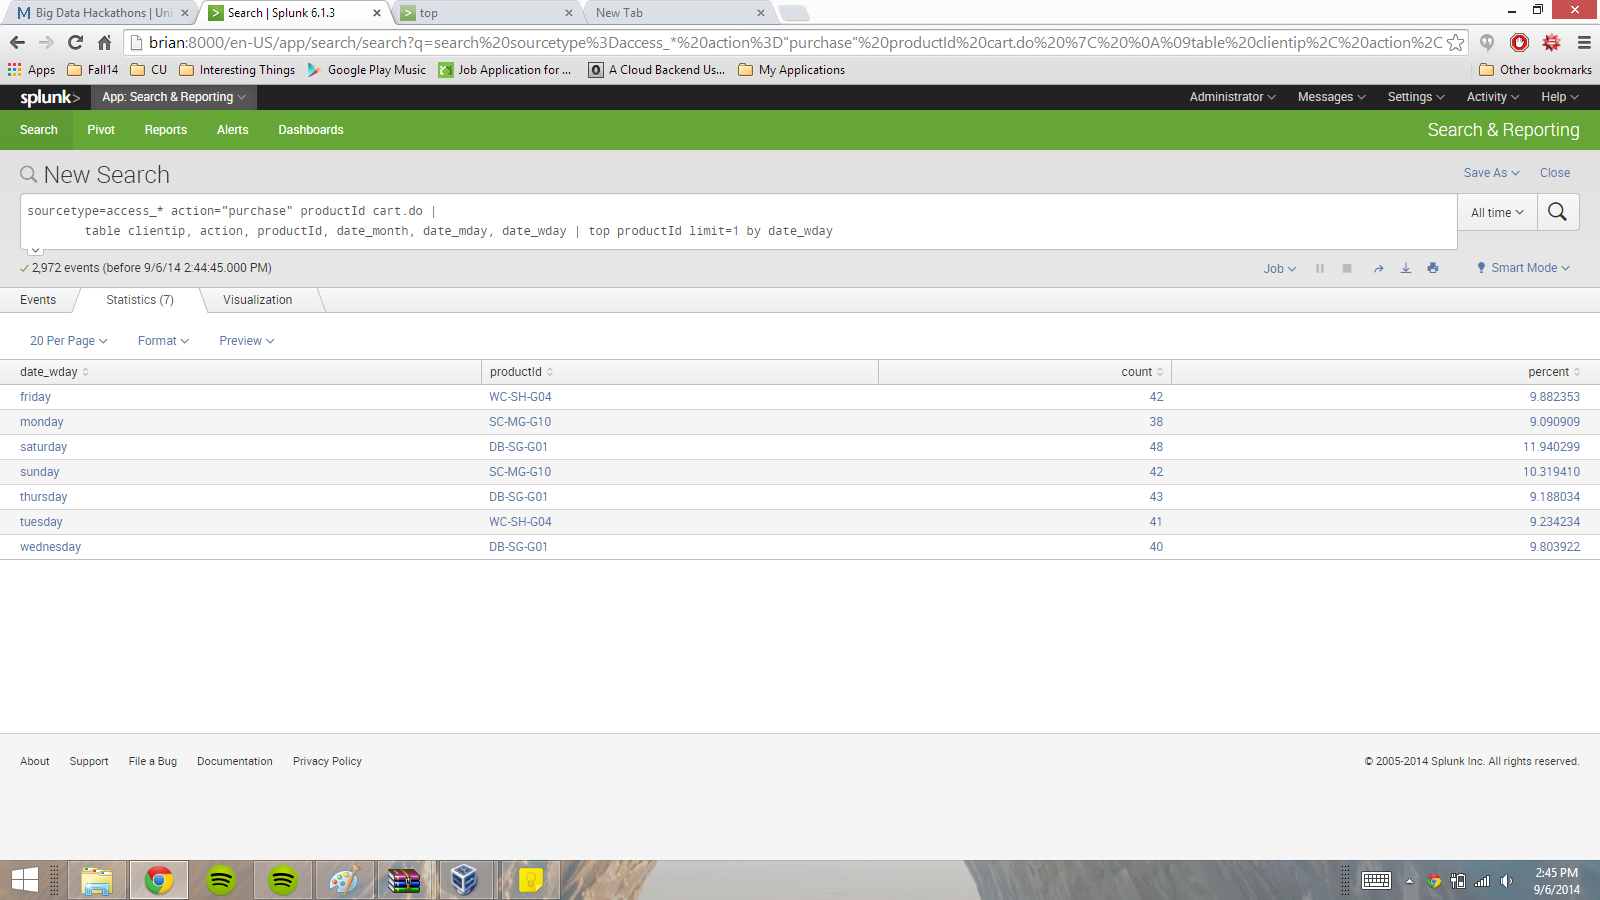 Big Data Hackathons | Uni
Search | Splunk 6.1.3
top
New Tab
brian:8000/en-US/app/search/search?q=search%20sourcetype%3Daccess_*%20action%3D"purchase"%20productId%20cart.do%20%7C%20%0A%09table%20clientip%2C%20action%2C
Apps Fall14 CU Interesting Things Google Play Music Job Application for ... A Cloud Backend Us... My Applications Other bookmarks
splunk> App: Search & Reporting Administrator Messages Settings Activity Help
Search Pivot Reports Alerts Dashboards Search & Reporting
New Search Save As Close
sourcetype=access_* action="purchase" productId cart.do |
table clientip, action, productId, date_month, date_mday, date_wday | top productId limit=1 by date_wday
All time
2,972 events (before 9/6/14 2:44:45.000 PM) Job Smart Mode
Events Statistics (7) Visualization
20 Per Page Format Preview
date_wday productId count percent
friday WC-SH-G04 42 9.882353
monday SC-MG-G10 38 9.090909
saturday DB-SG-G01 48 11.940299
sunday SC-MG-G10 42 10.319410
thursday DB-SG-G01 43 9.188034
tuesday WC-SH-G04 41 9.234234
wednesday DB-SG-G01 40 9.803922
About Support File a Bug Documentation Privacy Policy © 2005-2014 Splunk Inc. All rights reserved.
2:45 PM
9/6/2014